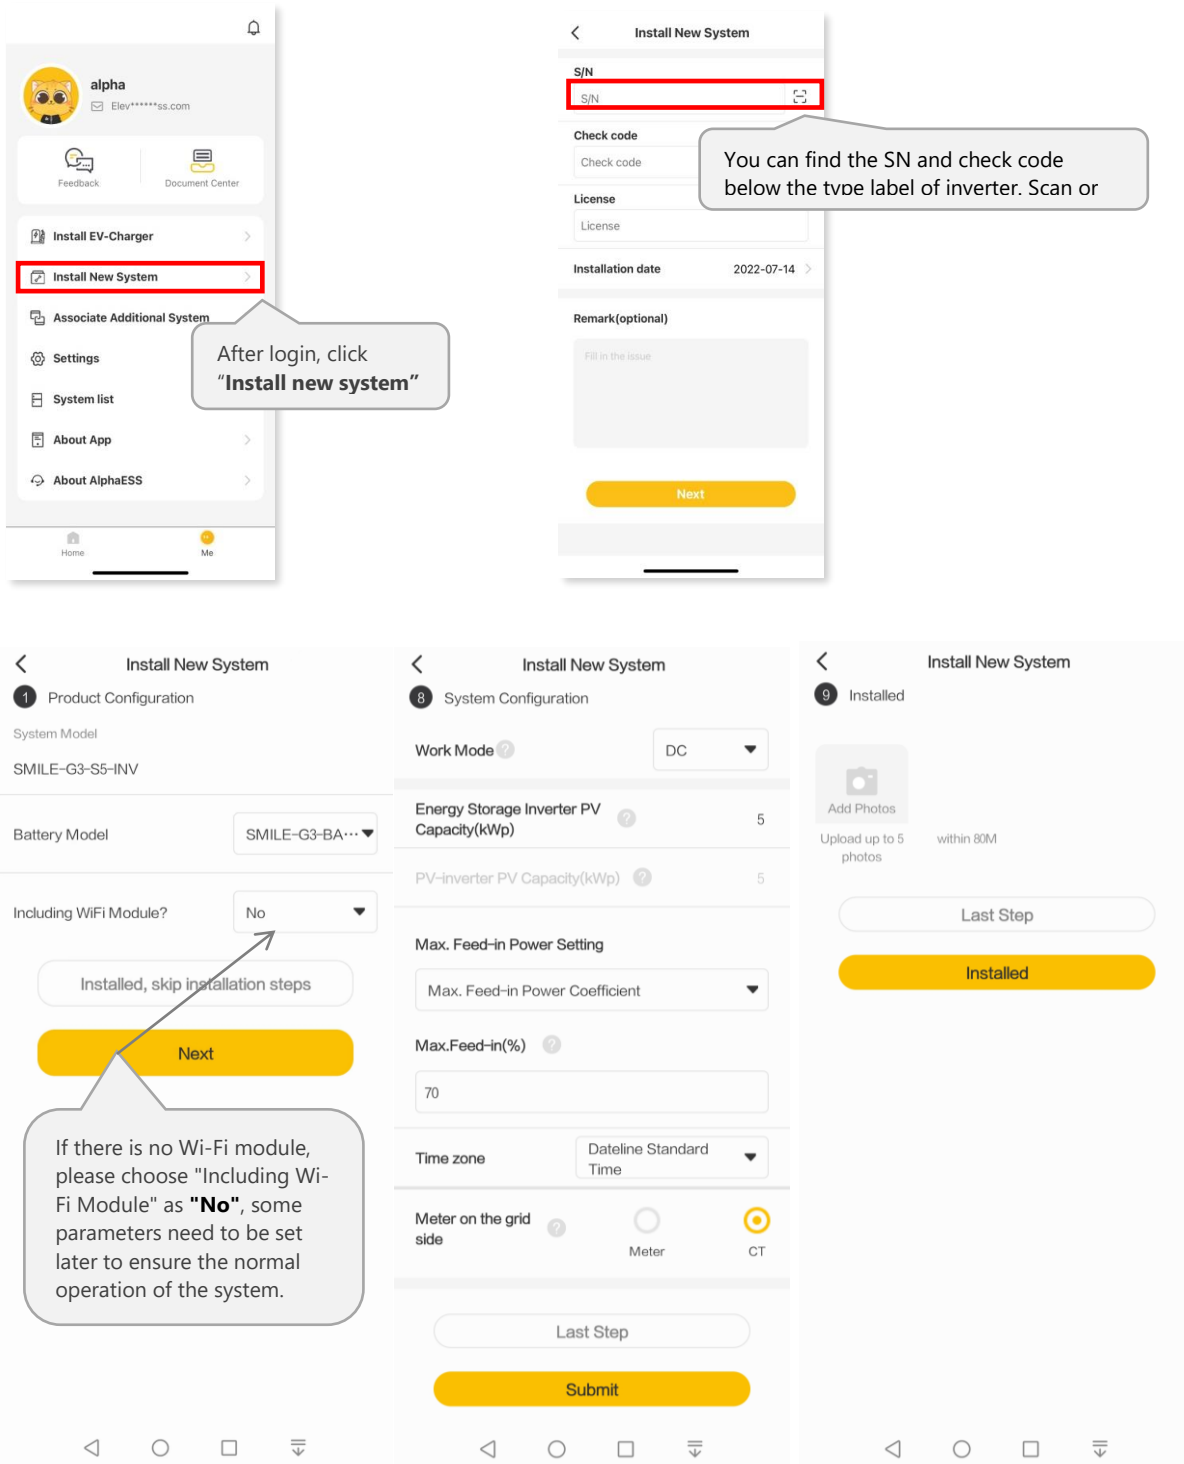 alpha
Elev******ss.com
Feedback
Document Center
Install EV-Charger
Install New System
Associate Additional System
Settings
System list
About App
About AlphaESS
Home
Me
After login, click
“Install new system”
Install New System
S/N
S/N
Check code
Check code
License
License
Installation date
2022-07-14
Remark(optional)
Fill in the issue
Next
You can find the SN and check code
below the type label of inverter. Scan or
Install New System
1 Product Configuration
System Model
SMILE-G3-S5-INV
Battery Model
SMILE-G3-BA···
Including WiFi Module?
No
Installed, skip installation steps
Next
If there is no Wi-Fi module,
please choose "Including Wi-
Fi Module" as "No", some
parameters need to be set
later to ensure the normal
operation of the system.
Install New System
8 System Configuration
Work Mode ?
DC
Energy Storage Inverter PV
Capacity(kWp)
?
5
PV-inverter PV Capacity(kWp) ?
5
Max. Feed-in Power Setting
Max. Feed-in Power Coefficient
Max.Feed-in(%) ?
70
Time zone
Dateline Standard
Time
Meter on the grid
side
?
Meter
CT
Last Step
Submit
Install New System
9 Installed
Add Photos
Upload up to 5
photos
within 80M
Last Step
Installed